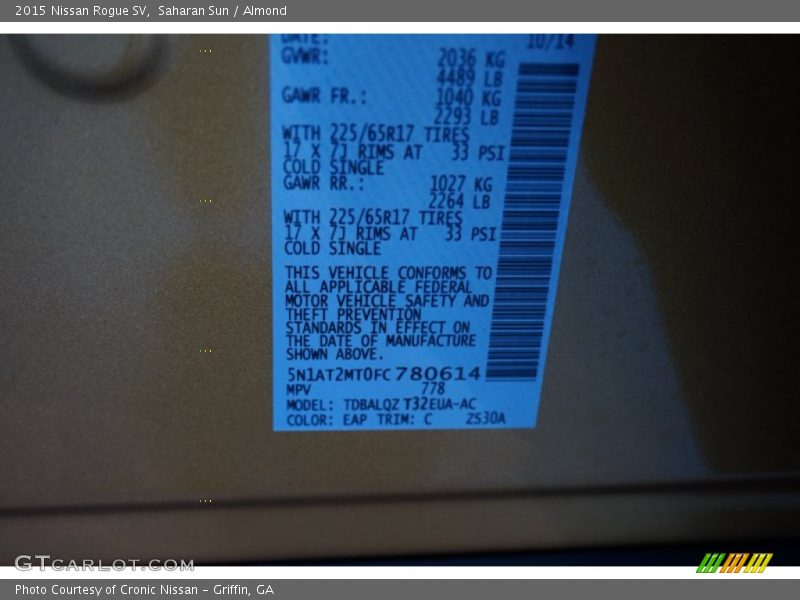 2015 Nissan Rogue SV, Saharan Sun / Almond
DATE: 10/14
GVWR: 2036 KG
4489 LB
GAWR FR.: 1040 KG
2293 LB
WITH 225/65R17 TIRES
17 X 7J RIMS AT 33 PSI
COLD SINGLE
GAWR RR.: 1027 KG
2264 LB
WITH 225/65R17 TIRES
17 X 7J RIMS AT 33 PSI
COLD SINGLE
THIS VEHICLE CONFORMS TO
ALL APPLICABLE FEDERAL
MOTOR VEHICLE SAFETY AND
THEFT PREVENTION
STANDARDS IN EFFECT ON
THE DATE OF MANUFACTURE
SHOWN ABOVE.
5N1AT2MT0FC780614
MPV 778
MODEL: TDBALQZ T32EUA-AC
COLOR: EAP TRIM: C ZS30A
GTCARLOT.COM
Photo Courtesy of Cronic Nissan - Griffin, GA